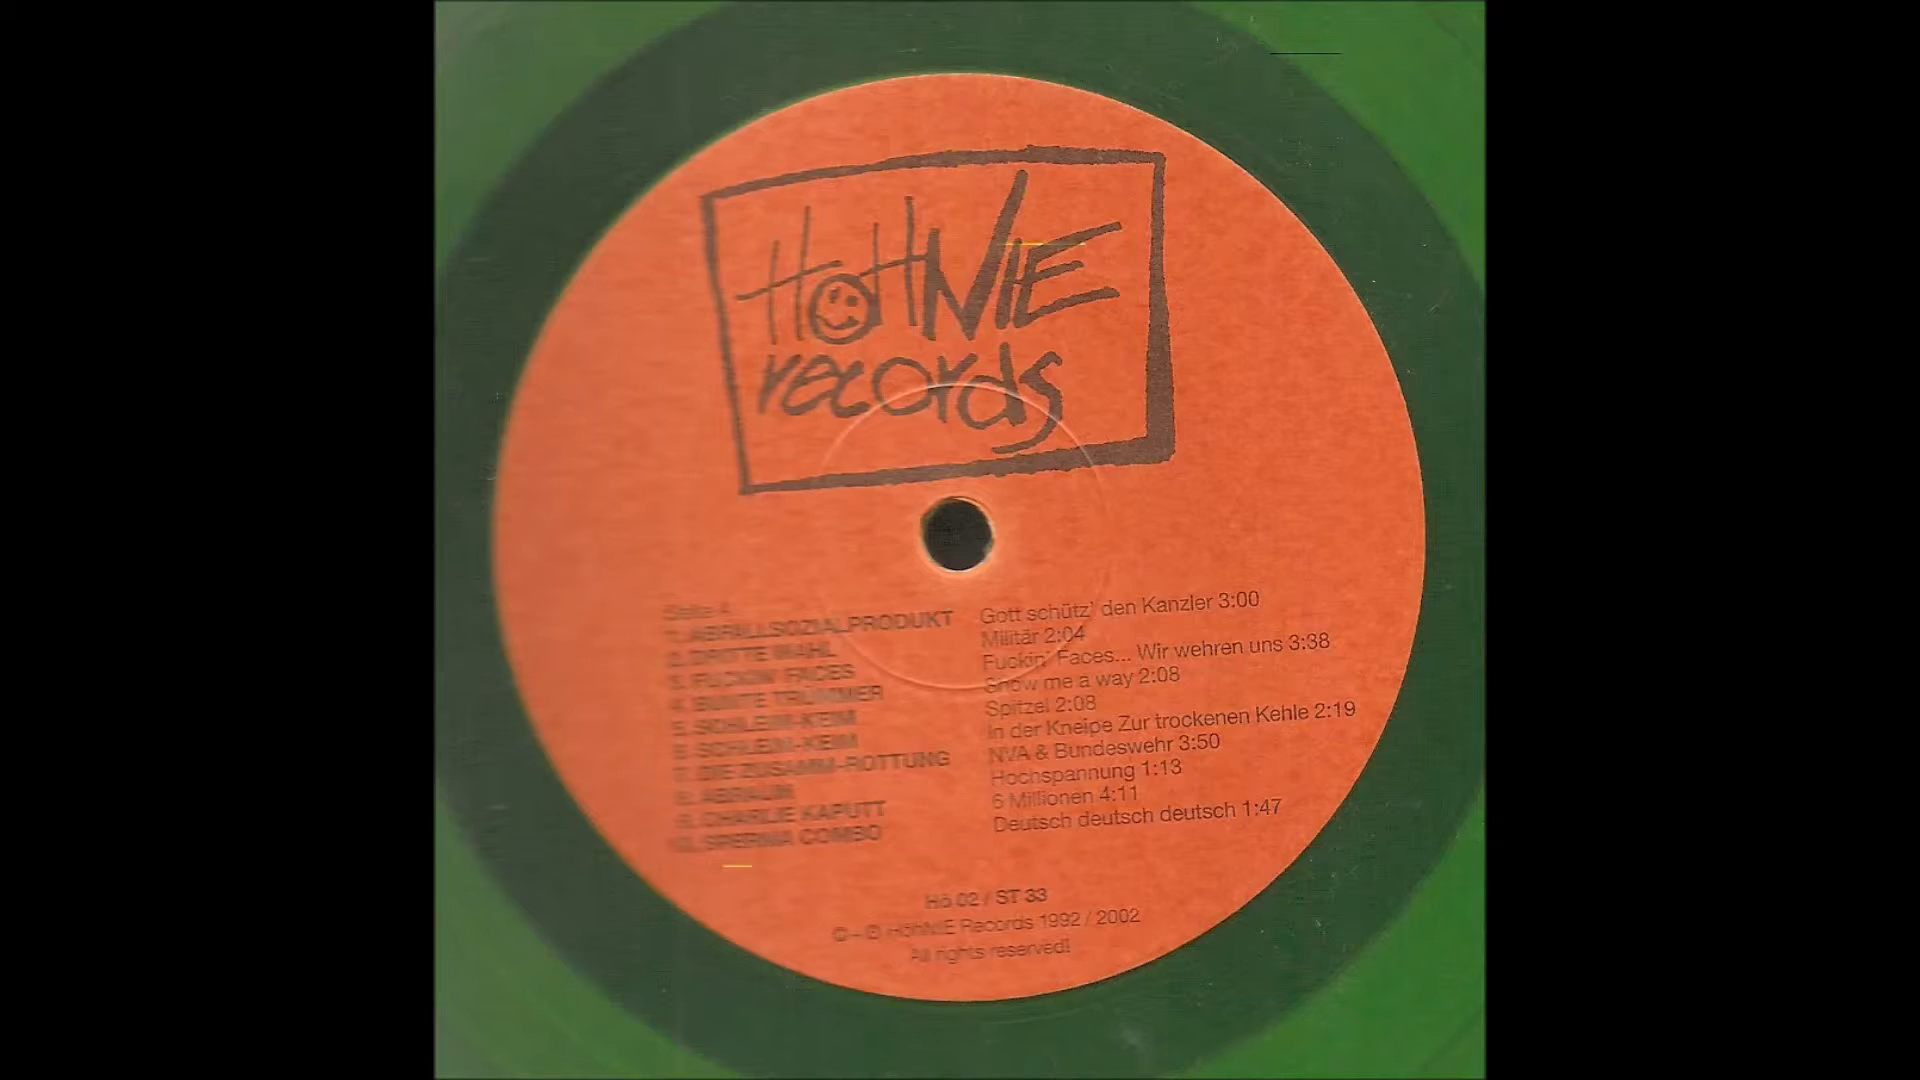 HöHNIE
records
Seite A
1. ABFALLSOZIALPRODUKT Gott schütz' den Kanzler 3:00
2. DRITTE WAHL Militär 2:04
3. FUCKIN' FACES Fuckin' Faces... Wir wehren uns 3:38
4. BUNTE TRÜMMER Show me a way 2:08
5. SCHLEIM-KEIM Spitzel 2:08
6. SCHLEIM-KEIM In der Kneipe Zur trockenen Kehle 2:19
7. DIE ZUSAMM-ROTTUNG NVA & Bundeswehr 3:50
8. ABRAUM Hochspannung 1:13
9. CHARLIE KAPUTT 6 Millionen 4:11
10. SPERMA COMBO Deutsch deutsch deutsch 1:47
Hö 02 / ST 33
© - ℗ HöhNIE Records 1992 / 2002
All rights reserved!